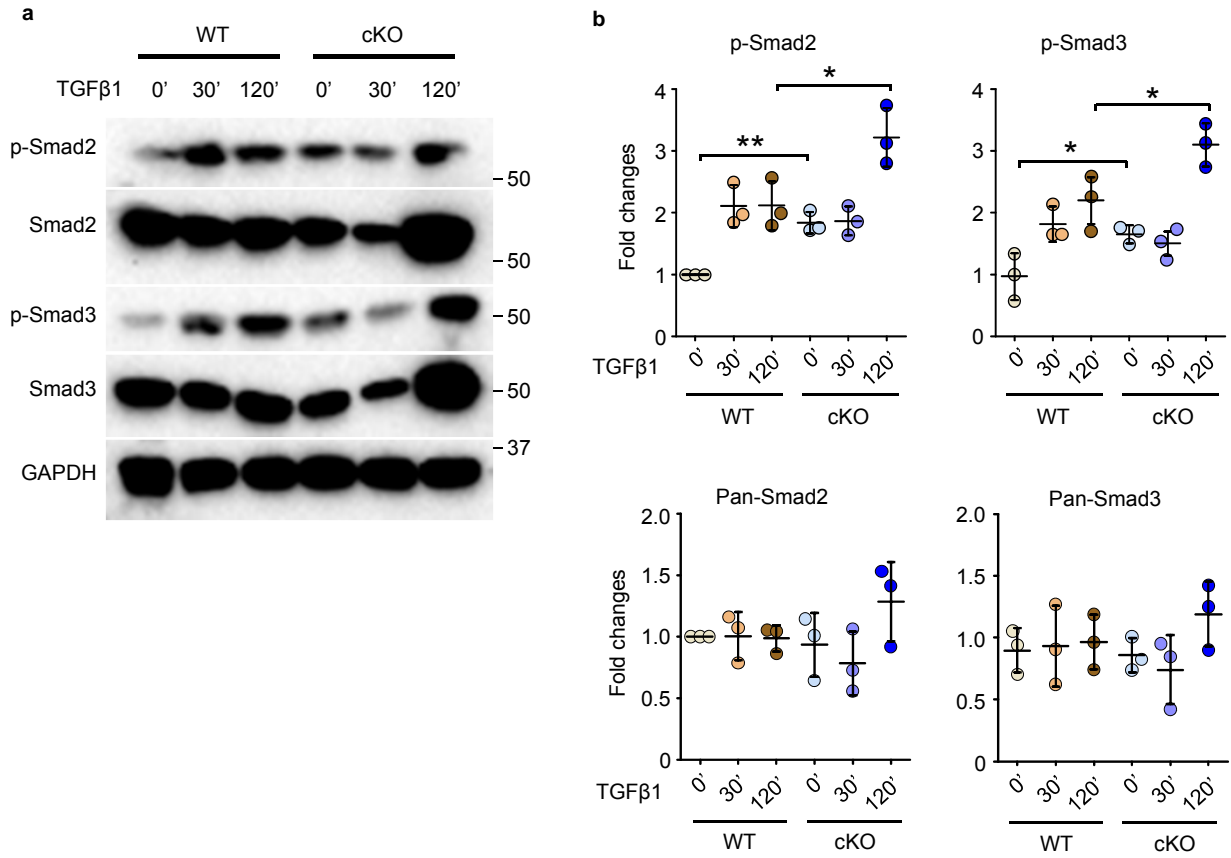 a
WT cKO
TGFβ1 0’ 30’ 120’ 0’ 30’ 120’
p-Smad2
50
Smad2
50
p-Smad3
50
Smad3
50
37
GAPDH
b
p-Smad2
*
**
Fold changes
4
3
2
1
0
TGFβ1
0’ 30’ 120’ 0’ 30’ 120’
WT cKO
p-Smad3
*
*
4
3
2
1
0
0’ 30’ 120’ 0’ 30’ 120’
WT cKO
Pan-Smad2
Fold changes
2.0
1.5
1.0
0.5
0
TGFβ1
0’ 30’ 120’ 0’ 30’ 120’
WT cKO
Pan-Smad3
2.0
1.5
1.0
0.5
0
0’ 30’ 120’ 0’ 30’ 120’
WT cKO